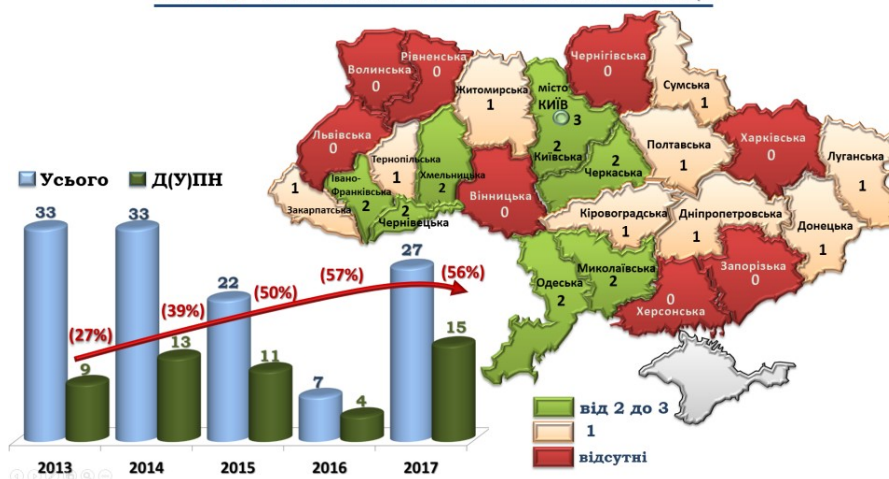 Волинська
0
Рівненська
0
Чернігівська
0
Житомирська
1
місто
КИЇВ
3
2
Київська
Сумська
1
Львівська
0
Тернопільська
1
Хмельницька
2
Вінницька
0
2
Черкаська
Полтавська
1
Харківська
0
Луганська
1
1
Закарпатська
Івано-
Франківська
2
2
Чернівецька
Кіровоградська
1
Дніпропетровська
1
Донецька
1
Одеська
2
Миколаївська
2
0
Херсонська
Запорізька
0
Усього
Д(У)ПН
33
33
22
7
27
9
13
11
4
15
(27%)
(39%)
(50%)
(57%)
(56%)
2013
2014
2015
2016
2017
від 2 до 3
1
відсутні